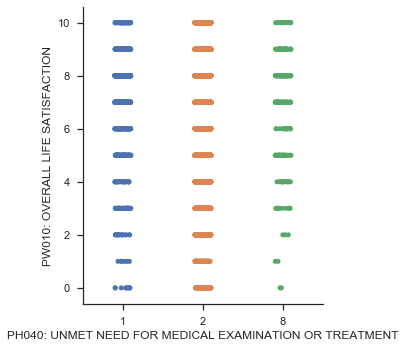 10
8
6
4
2
0
PW010: OVERALL LIFE SATISFACTION
1 2 8
PH040: UNMET NEED FOR MEDICAL EXAMINATION OR TREATMENT